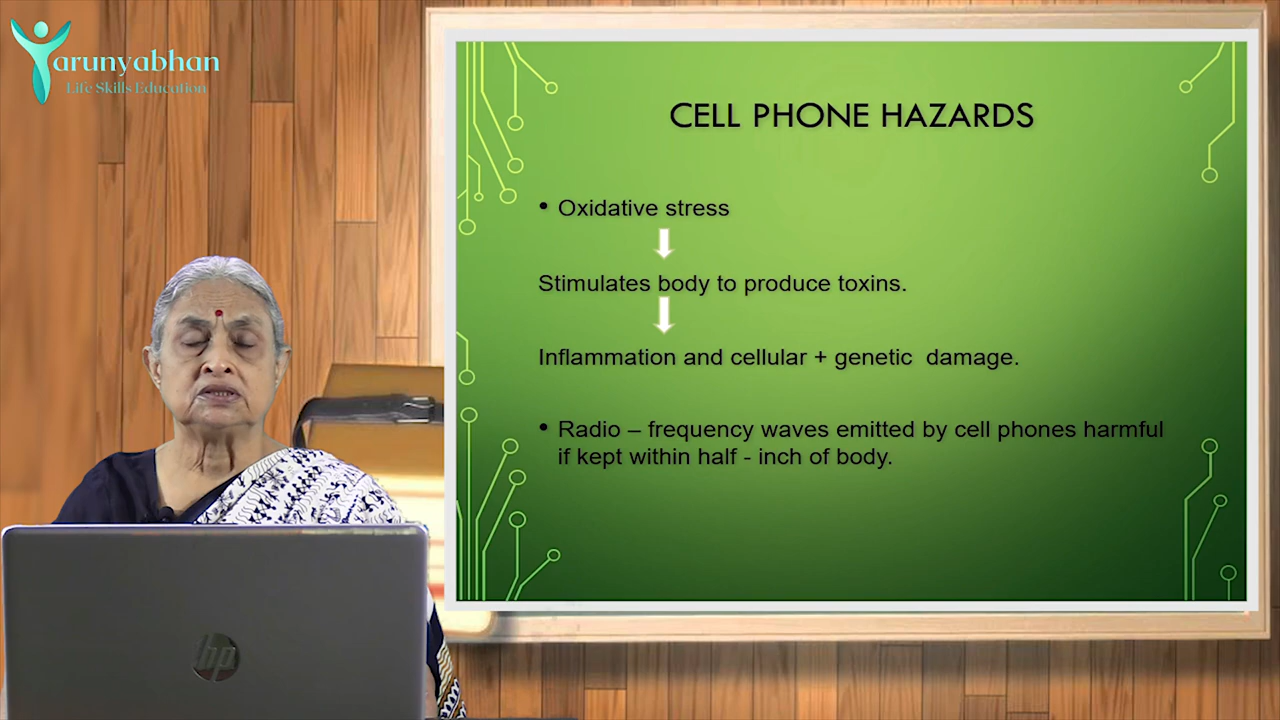 Yarunyabhan
Life Skills Education
CELL PHONE HAZARDS
• Oxidative stress
Stimulates body to produce toxins.
Inflammation and cellular + genetic damage.
• Radio – frequency waves emitted by cell phones harmful
if kept within half - inch of body.
hp